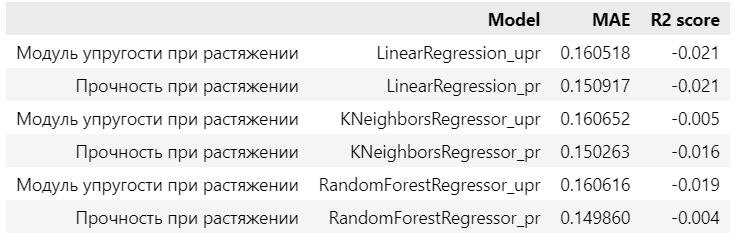 Model MAE R2 score
Модуль упругости при растяжении LinearRegression_upr 0.160518 -0.021
Прочность при растяжении LinearRegression_pr 0.150917 -0.021
Модуль упругости при растяжении KNeighborsRegressor_upr 0.160652 -0.005
Прочность при растяжении KNeighborsRegressor_pr 0.150263 -0.016
Модуль упругости при растяжении RandomForestRegressor_upr 0.160616 -0.019
Прочность при растяжении RandomForestRegressor_pr 0.149860 -0.004